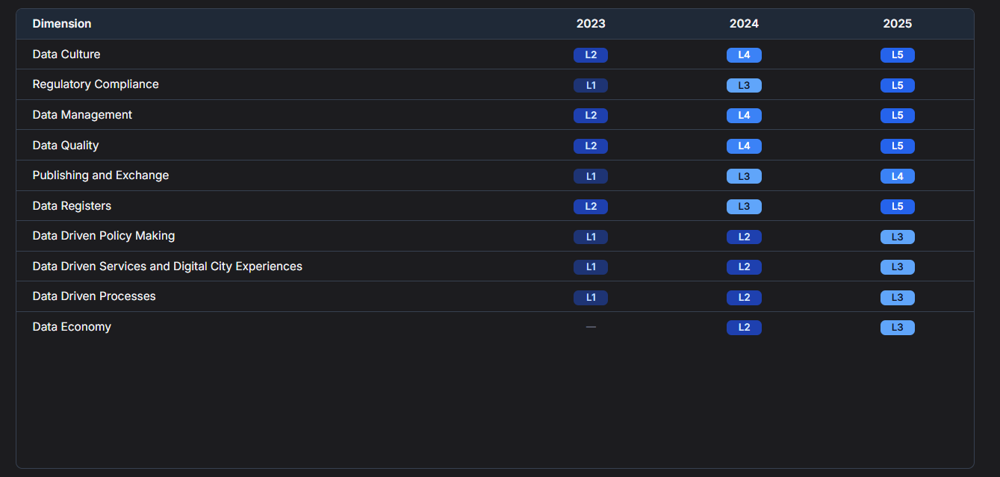 Dimension 2023 2024 2025
Data Culture L2 L4 L5
Regulatory Compliance L1 L3 L5
Data Management L2 L4 L5
Data Quality L2 L4 L5
Publishing and Exchange L1 L3 L4
Data Registers L2 L3 L5
Data Driven Policy Making L1 L2 L3
Data Driven Services and Digital City Experiences L1 L2 L3
Data Driven Processes L1 L2 L3
Data Economy — L2 L3